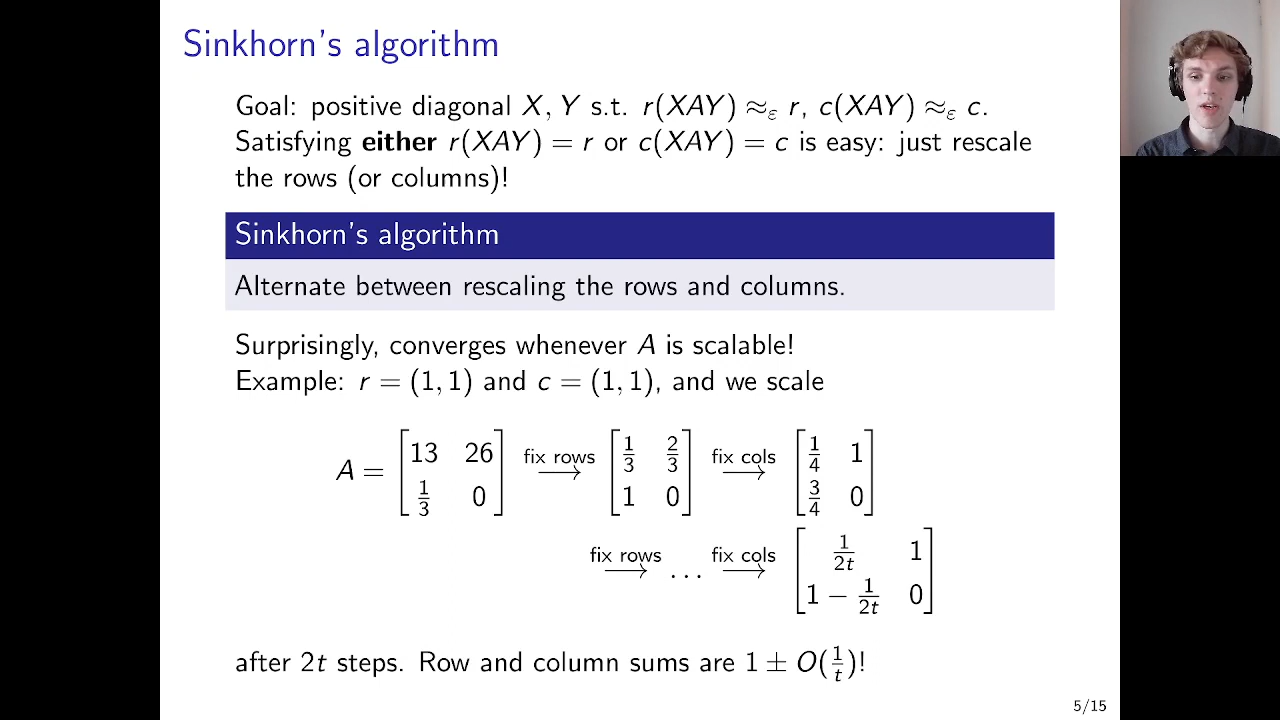 Sinkhorn's algorithm
Goal: positive diagonal X, Y s.t. r(XAY) ≈ε r, c(XAY) ≈ε c.
Satisfying either r(XAY) = r or c(XAY) = c is easy: just rescale
the rows (or columns)!
Sinkhorn's algorithm
Alternate between rescaling the rows and columns.
Surprisingly, converges whenever A is scalable!
Example: r = (1, 1) and c = (1, 1), and we scale
A = [13 26; 1/3 0] fix rows → [1/3 2/3; 1 0] fix cols → [1/4 1; 3/4 0]
fix rows → ... fix cols → [1/2t 1; 1 − 1/2t 0]
after 2t steps. Row and column sums are 1 ± O(1/t)!
5/15